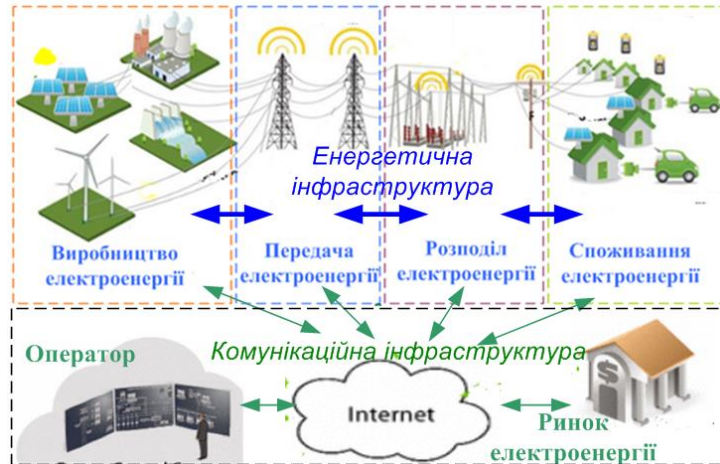 Енергетична
інфраструктура
Виробництво
електроенергії
Передача
електроенергії
Розподіл
електроенергії
Споживання
електроенергії
Оператор
Комунікаційна інфраструктура
Internet
$
Ринок
електроенергії